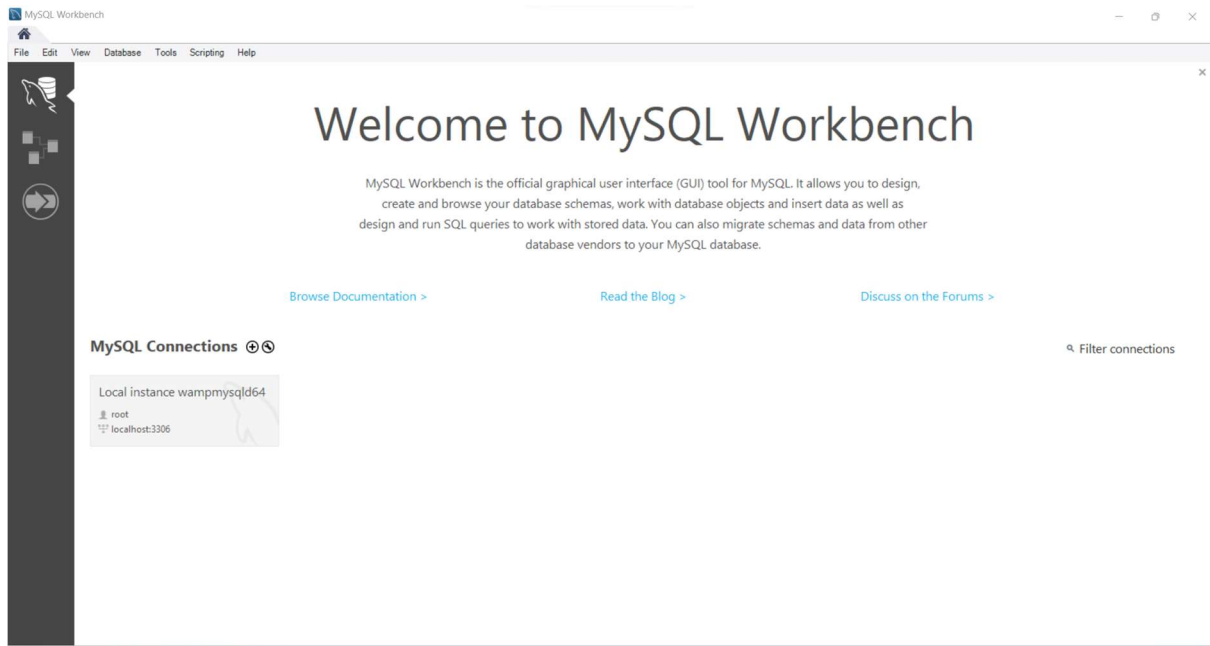 MySQL Workbench
File Edit View Database Tools Scripting Help
Welcome to MySQL Workbench
MySQL Workbench is the official graphical user interface (GUI) tool for MySQL. It allows you to design,
create and browse your database schemas, work with database objects and insert data as well as
design and run SQL queries to work with stored data. You can also migrate schemas and data from other
database vendors to your MySQL database.
Browse Documentation > Read the Blog > Discuss on the Forums >
MySQL Connections Filter connections
Local instance wampmysqld64
root
localhost:3306